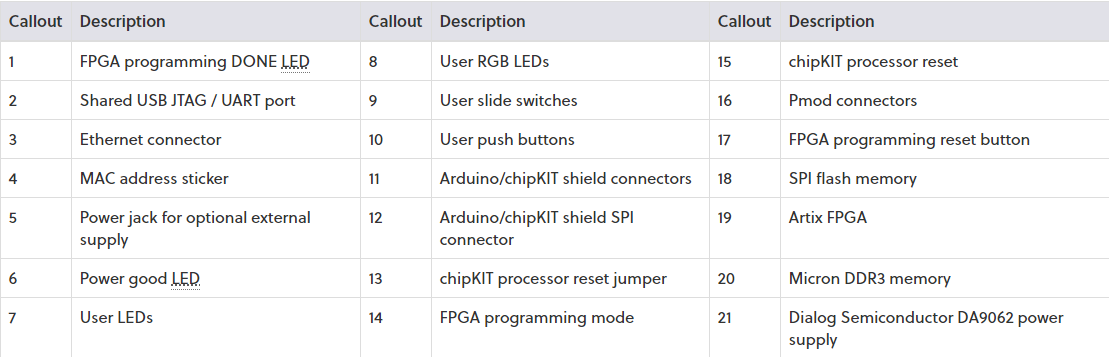 Callout Description Callout Description Callout Description
1 FPGA programming DONE LED 8 User RGB LEDs 15 chipKIT processor reset
2 Shared USB JTAG / UART port 9 User slide switches 16 Pmod connectors
3 Ethernet connector 10 User push buttons 17 FPGA programming reset button
4 MAC address sticker 11 Arduino/chipKIT shield connectors 18 SPI flash memory
5 Power jack for optional external 12 Arduino/chipKIT shield SPI 19 Artix FPGA
supply connector
6 Power good LED 13 chipKIT processor reset jumper 20 Micron DDR3 memory
7 User LEDs 14 FPGA programming mode 21 Dialog Semiconductor DA9062 power
supply